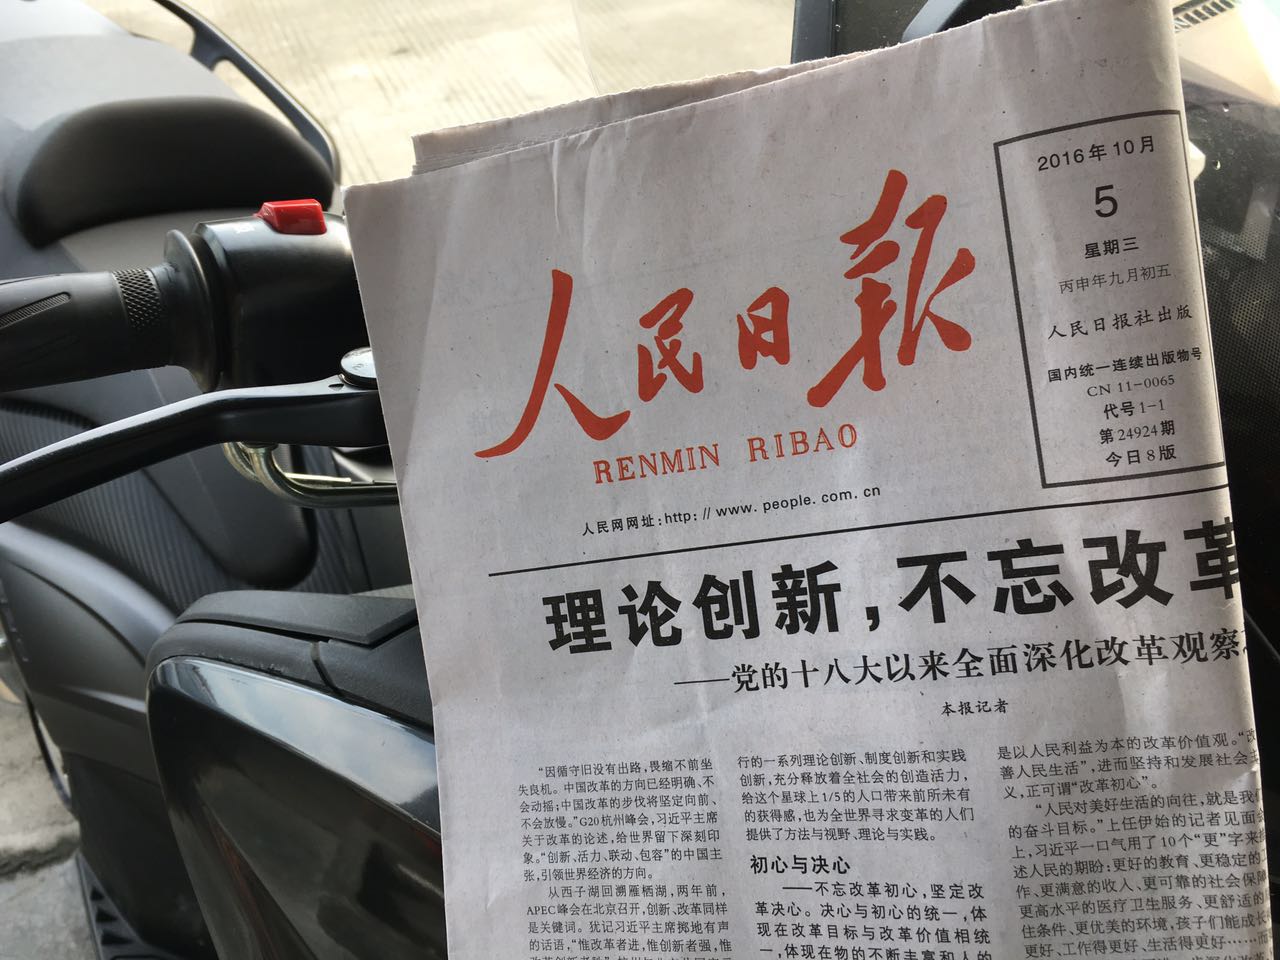 人民日报
RENMIN RIBAO
人民网网址:http://www.people.com.cn
2016年10月
5
星期三
丙申年九月初五
人民日报社出版
国内统一连续出版物号
CN 11-0065
代号1-1
第24924期
今日8版
理论创新,不忘改革
——党的十八大以来全面深化改革观察
本报记者
“因循守旧没有出路,畏缩不前坐
失良机。中国改革的方向已经明确、不
会动摇;中国改革的步伐将坚定向前、
不会放慢。”G20杭州峰会,习近平主席
关于改革的论述,给世界留下深刻印
象。“创新、活力、联动、包容”的中国主
张,引领世界经济的方向。
从西子湖回溯雁栖湖,两年前,
APEC峰会在北京召开,创新、改革同样
是关键词。犹记习近平主席掷地有声
的话语,“惟改革者进,惟创新者强,惟
行的一系列理论创新、制度创新和实践
创新,充分释放着全社会的创造活力,
给这个星球上1/5的人口带来前所未有
的获得感,也为全世界寻求变革的人们
提供了方法与视野、理论与实践。
初心与决心
——不忘改革初心,坚定改
革决心。决心与初心的统一,体
现在改革目标与改革价值相统
一,体现在物的不断丰富和人的
是以人民利益为本的改革价值观。“改
善人民生活”,进而坚持和发展社会主
义,正可谓“改革初心”。
“人民对美好生活的向往,就是我们
的奋斗目标。”上任伊始的记者见面会
上,习近平一口气用了10个“更”字来描
述人民的期盼:更好的教育、更稳定的工
作、更满意的收入、更可靠的社会保障
更高水平的医疗卫生服务、更舒适的
住条件、更优美的环境,孩子们能成长
更好、工作得更好、生活得更好……而